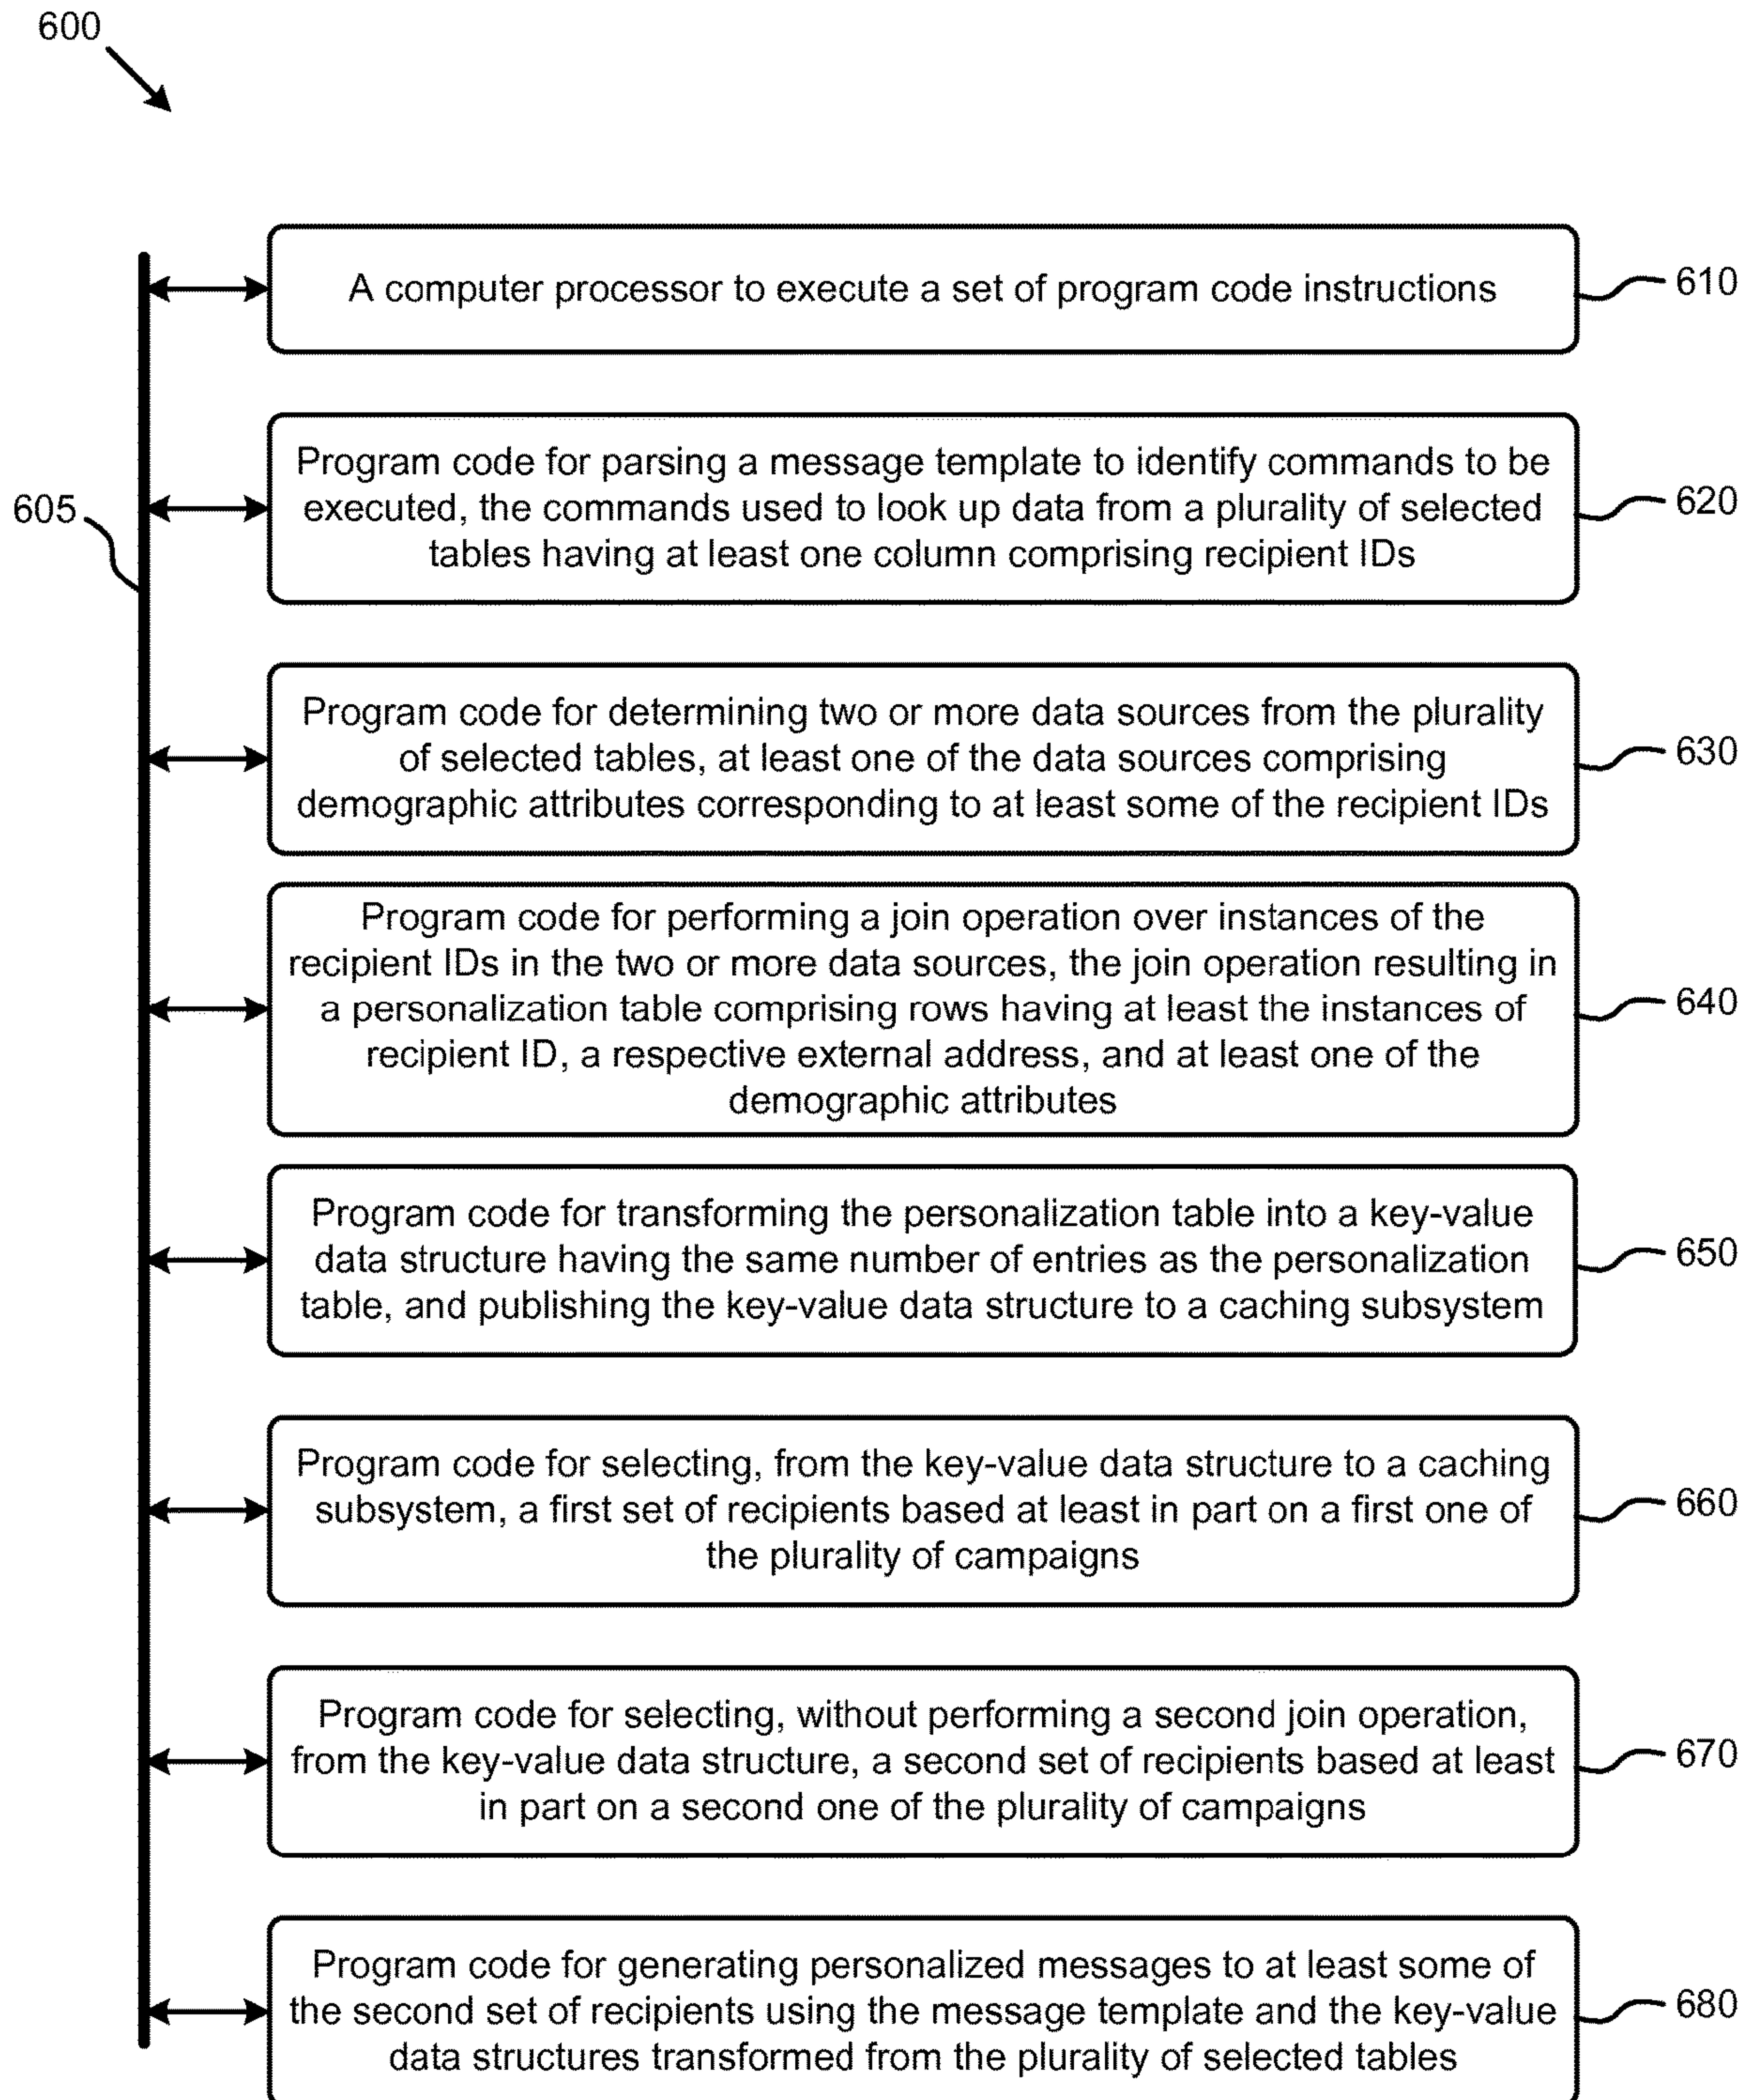 600
A computer processor to execute a set of program code instructions
610
605
Program code for parsing a message template to identify commands to be
executed, the commands used to look up data from a plurality of selected
tables having at least one column comprising recipient IDs
620
Program code for determining two or more data sources from the plurality
of selected tables, at least one of the data sources comprising
demographic attributes corresponding to at least some of the recipient IDs
630
Program code for performing a join operation over instances of the
recipient IDs in the two or more data sources, the join operation resulting in
a personalization table comprising rows having at least the instances of
recipient ID, a respective external address, and at least one of the
demographic attributes
640
Program code for transforming the personalization table into a key-value
data structure having the same number of entries as the personalization
table, and publishing the key-value data structure to a caching subsystem
650
Program code for selecting, from the key-value data structure to a caching
subsystem, a first set of recipients based at least in part on a first one of
the plurality of campaigns
660
Program code for selecting, without performing a second join operation,
from the key-value data structure, a second set of recipients based at least
in part on a second one of the plurality of campaigns
670
Program code for generating personalized messages to at least some of
the second set of recipients using the message template and the key-value
data structures transformed from the plurality of selected tables
680